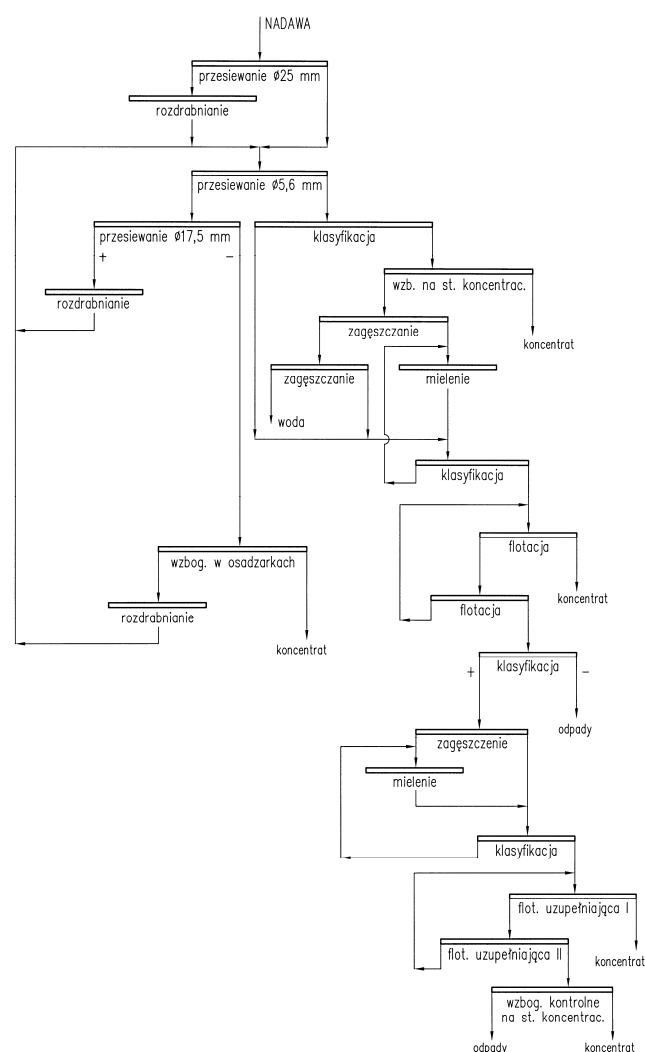 NADAWA
przesiewanie Ø25 mm
rozdrabnianie
przesiewanie Ø5,6 mm
przesiewanie Ø17,5 mm
klasyfikacja
+
−
wzb. na st. koncentrac.
rozdrabnianie
zagęszczanie
koncentrat
zagęszczanie
mielenie
woda
klasyfikacja
flotacja
wzbog. w osadzarkach
koncentrat
rozdrabnianie
flotacja
koncentrat
+
klasyfikacja
−
odpady
zagęszczenie
mielenie
klasyfikacja
flot. uzupełniająca I
flot. uzupełniająca II
koncentrat
wzbog. kontrolne
na st. koncentrac.
odpady
koncentrat